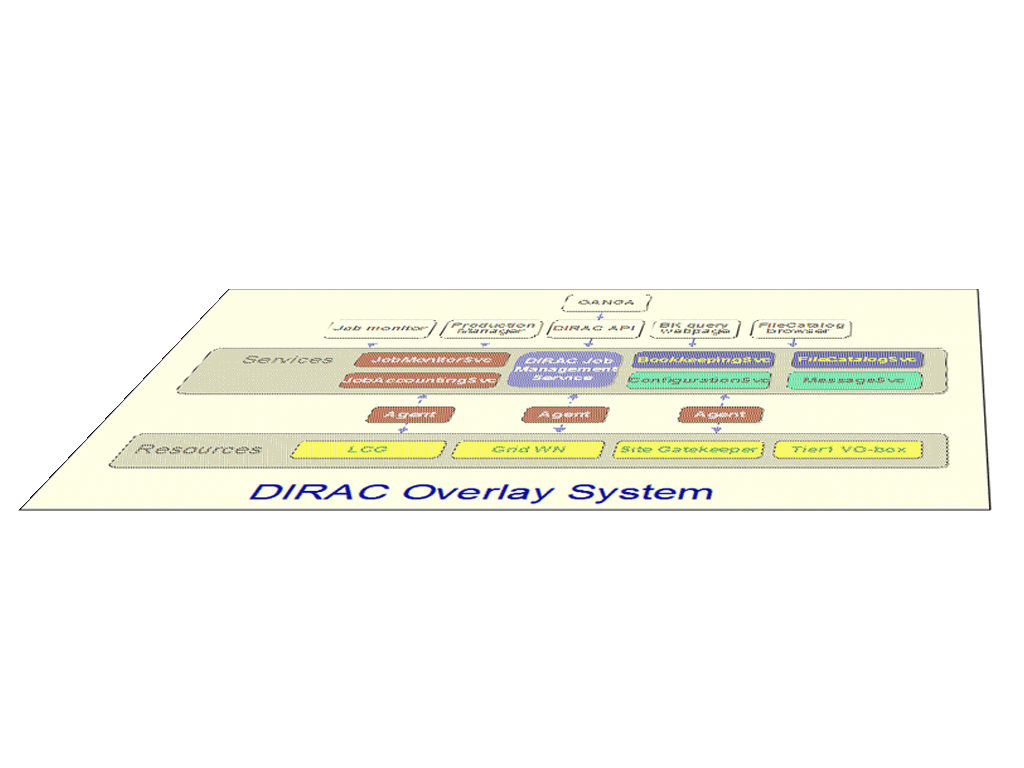 GANGA
Job monitor
Production
Manager
DIRAC API
BK query
webpage
FileCatalog
browser
Services
JobMonitorSvc
DIRAC Job
Management
Service
BookkeepingSvc
FileCatalogSvc
JobAccountingSvc
ConfigurationSvc
MessageSvc
Agent
Agent
Agent
Resources
LCG
Grid WN
Site Gatekeeper
Tier1 VO-box
DIRAC Overlay System